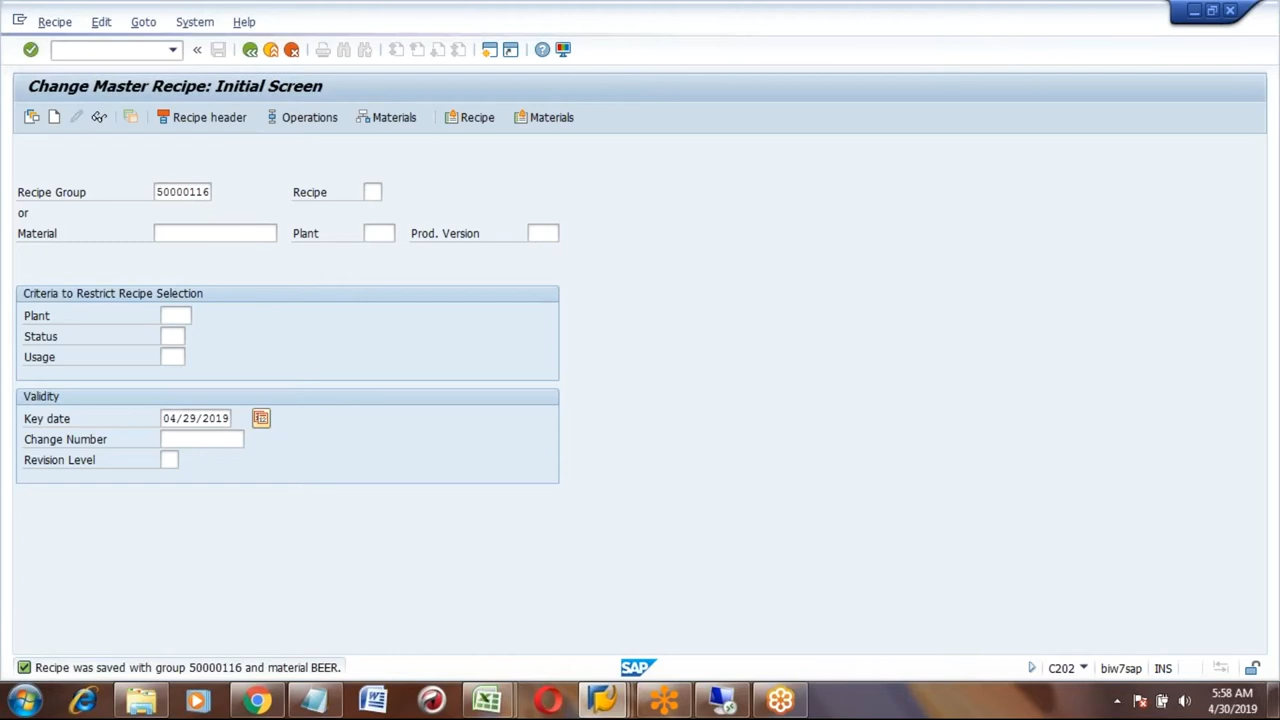 Recipe Edit Goto System Help
Change Master Recipe: Initial Screen
Recipe header Operations Materials Recipe Materials
Recipe Group 50000116 Recipe
or
Material Plant Prod. Version
Criteria to Restrict Recipe Selection
Plant
Status
Usage
Validity
Key date 04/29/2019
Change Number
Revision Level
Recipe was saved with group 50000116 and material BEER. SAP C202 biw7sap INS
5:58 AM
4/30/2019